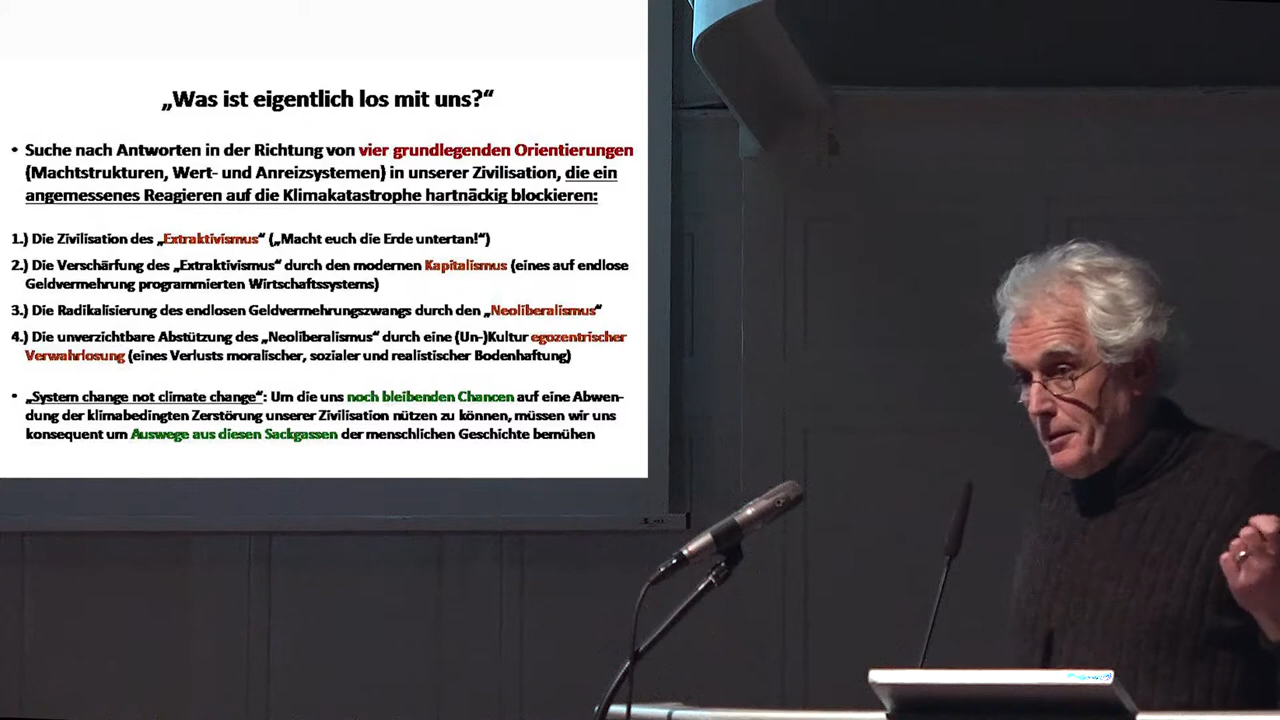 „Was ist eigentlich los mit uns?“
• Suche nach Antworten in der Richtung von vier grundlegenden Orientierungen
(Machtstrukturen, Wert- und Anreizsystemen) in unserer Zivilisation, die ein
angemessenes Reagieren auf die Klimakatastrophe hartnäckig blockieren:
1.) Die Zivilisation des „Extraktivismus“ („Macht euch die Erde untertan!“)
2.) Die Verschärfung des „Extraktivismus“ durch den modernen Kapitalismus (eines auf endlose
Geldvermehrung programmierten Wirtschaftssystems)
3.) Die Radikalisierung des endlosen Geldvermehrungszwangs durch den „Neoliberalismus“
4.) Die unverzichtbare Abstützung des „Neoliberalismus“ durch eine (Un-)Kultur egozentrischer
Verwahrlosung (eines Verlusts moralischer, sozialer und realistischer Bodenhaftung)
• „System change not climate change“: Um die uns noch bleibenden Chancen auf eine Abwen-
dung der klimabedingten Zerstörung unserer Zivilisation nützen zu können, müssen wir uns
konsequent um Auswege aus diesen Sackgassen der menschlichen Geschichte bemühen